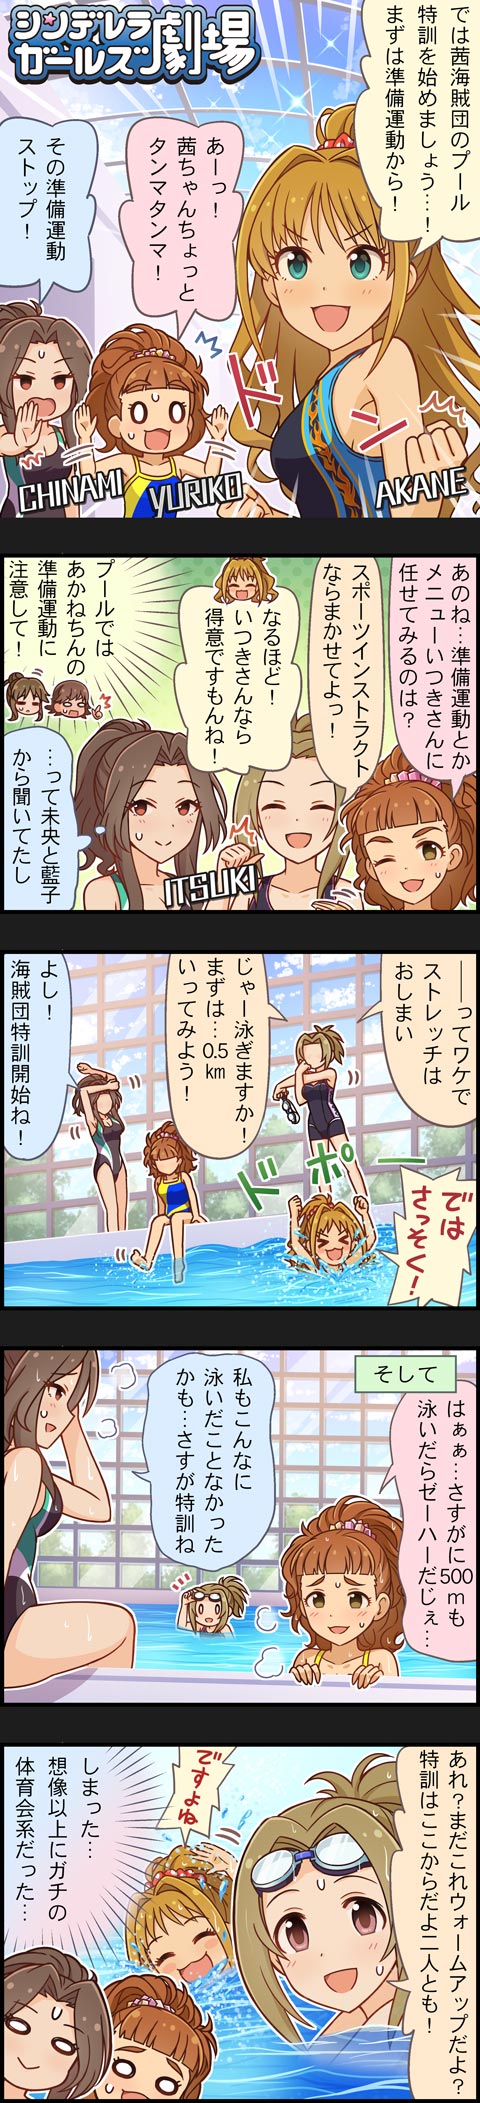 シンデレラ
ガールズ劇場
では茜海賊団のプール
特訓を始めましょう…!
まずは準備運動から!
あーっ!
茜ちゃんちょっと
タンマタンマ!
その準備運動
ストップ!
ドン
CHINAMI
YURIKO
AKANE
あのね…準備運動とか
メニューいつきさんに
任せてみるのは?
スポーツインストラクト
ならまかせてよっ!
なるほど!
いつきさんなら
得意ですもんね!
プールでは
あかねちんの
準備運動に
注意して!
…って未央と藍子
から聞いてたし
ITSUKI
――ってワケで
ストレッチは
おしまい
じゃー泳ぎますか!
まずは…0.5km
いってみよう!
よし!
海賊団特訓開始ね!
ドボーー
では
さっそく!
そして
はぁぁ…さすがに500mも
泳いだらゼーハーだじぇ…
私もこんなに
泳いだことなかった
かも…さすが特訓ね
あれ?まだこれウォームアップだよ?
特訓はここからだよ二人とも!
ですよね
しまった…
想像以上にガチの
体育会系だった…